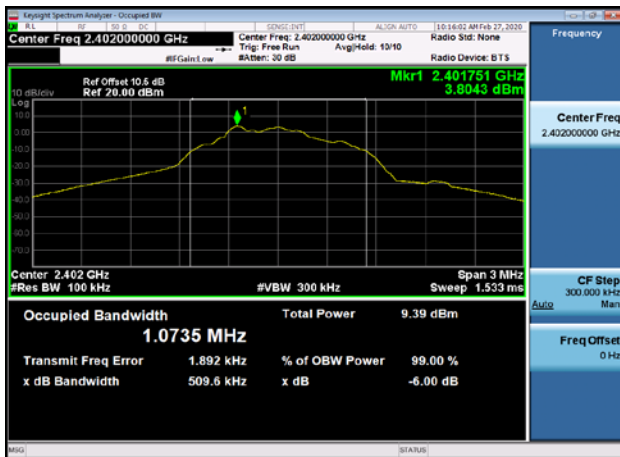 Keysight Spectrum Analyzer - Occupied BW
RL RF 50 Ω DC SENSE:INT ALIGN AUTO 10:16:02 AM Feb 27, 2020
Center Freq 2.402000000 GHz Center Freq: 2.402000000 GHz Radio Std: None Frequency
Trig: Free Run Avg|Hold: 10/10
#IFGain:Low #Atten: 30 dB Radio Device: BTS
Mkr1 2.401751 GHz
Ref Offset 10.5 dB
10 dB/div Ref 20.00 dBm 3.8043 dBm
Log
10.0
1
0.00
-10.0
-20.0
-30.0
-40.0
-50.0
-60.0
-70.0
Center Freq
2.402000000 GHz
Center 2.402 GHz Span 3 MHz
#Res BW 100 kHz #VBW 300 kHz Sweep 1.533 ms
CF Step
300.000 kHz
Auto Man
Occupied Bandwidth Total Power 9.39 dBm
1.0735 MHz
Freq Offset
0 Hz
Transmit Freq Error 1.892 kHz % of OBW Power 99.00 %
x dB Bandwidth 509.6 kHz x dB -6.00 dB
MSG STATUS